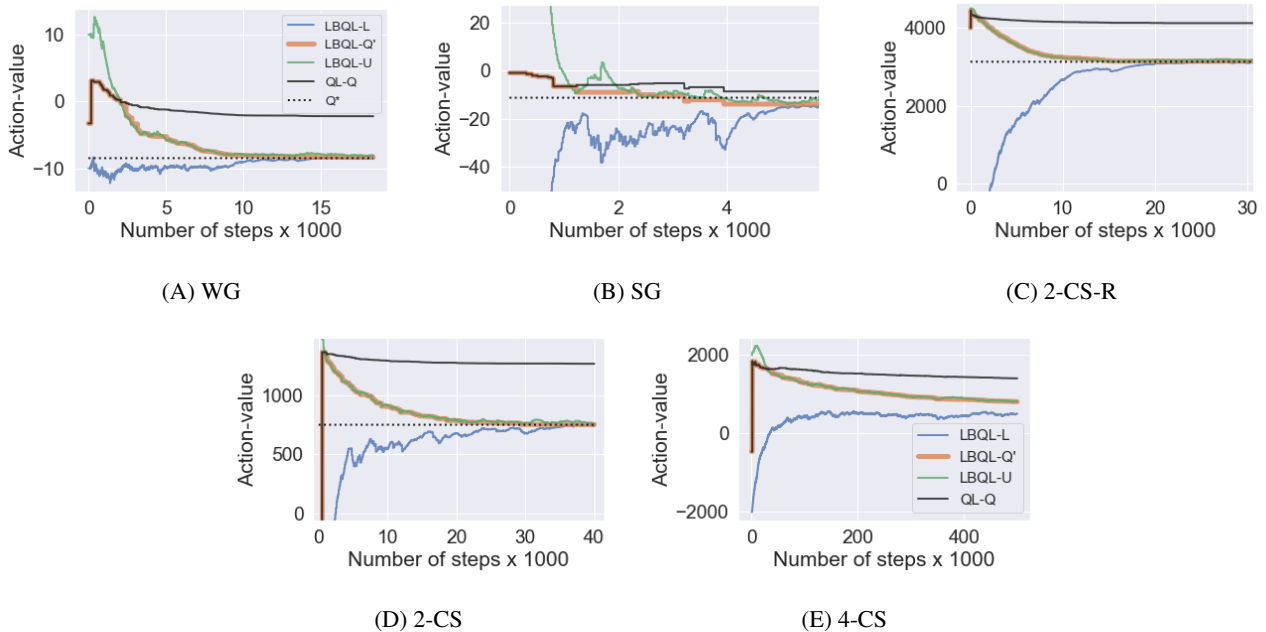 10
0
−10
Action-value
0
5
10
15
Number of steps x 1000
LBQL-L
LBQL-Q'
LBQL-U
QL-Q
Q*
(A) WG
20
0
−20
−40
Action-value
0
2
4
Number of steps x 1000
(B) SG
4000
2000
0
Action-value
0
10
20
30
Number of steps x 1000
(C) 2-CS-R
1000
500
0
Action-value
0
10
20
30
40
Number of steps x 1000
(D) 2-CS
2000
0
−2000
Action-value
0
200
400
Number of steps x 1000
LBQL-L
LBQL-Q'
LBQL-U
QL-Q
(E) 4-CS